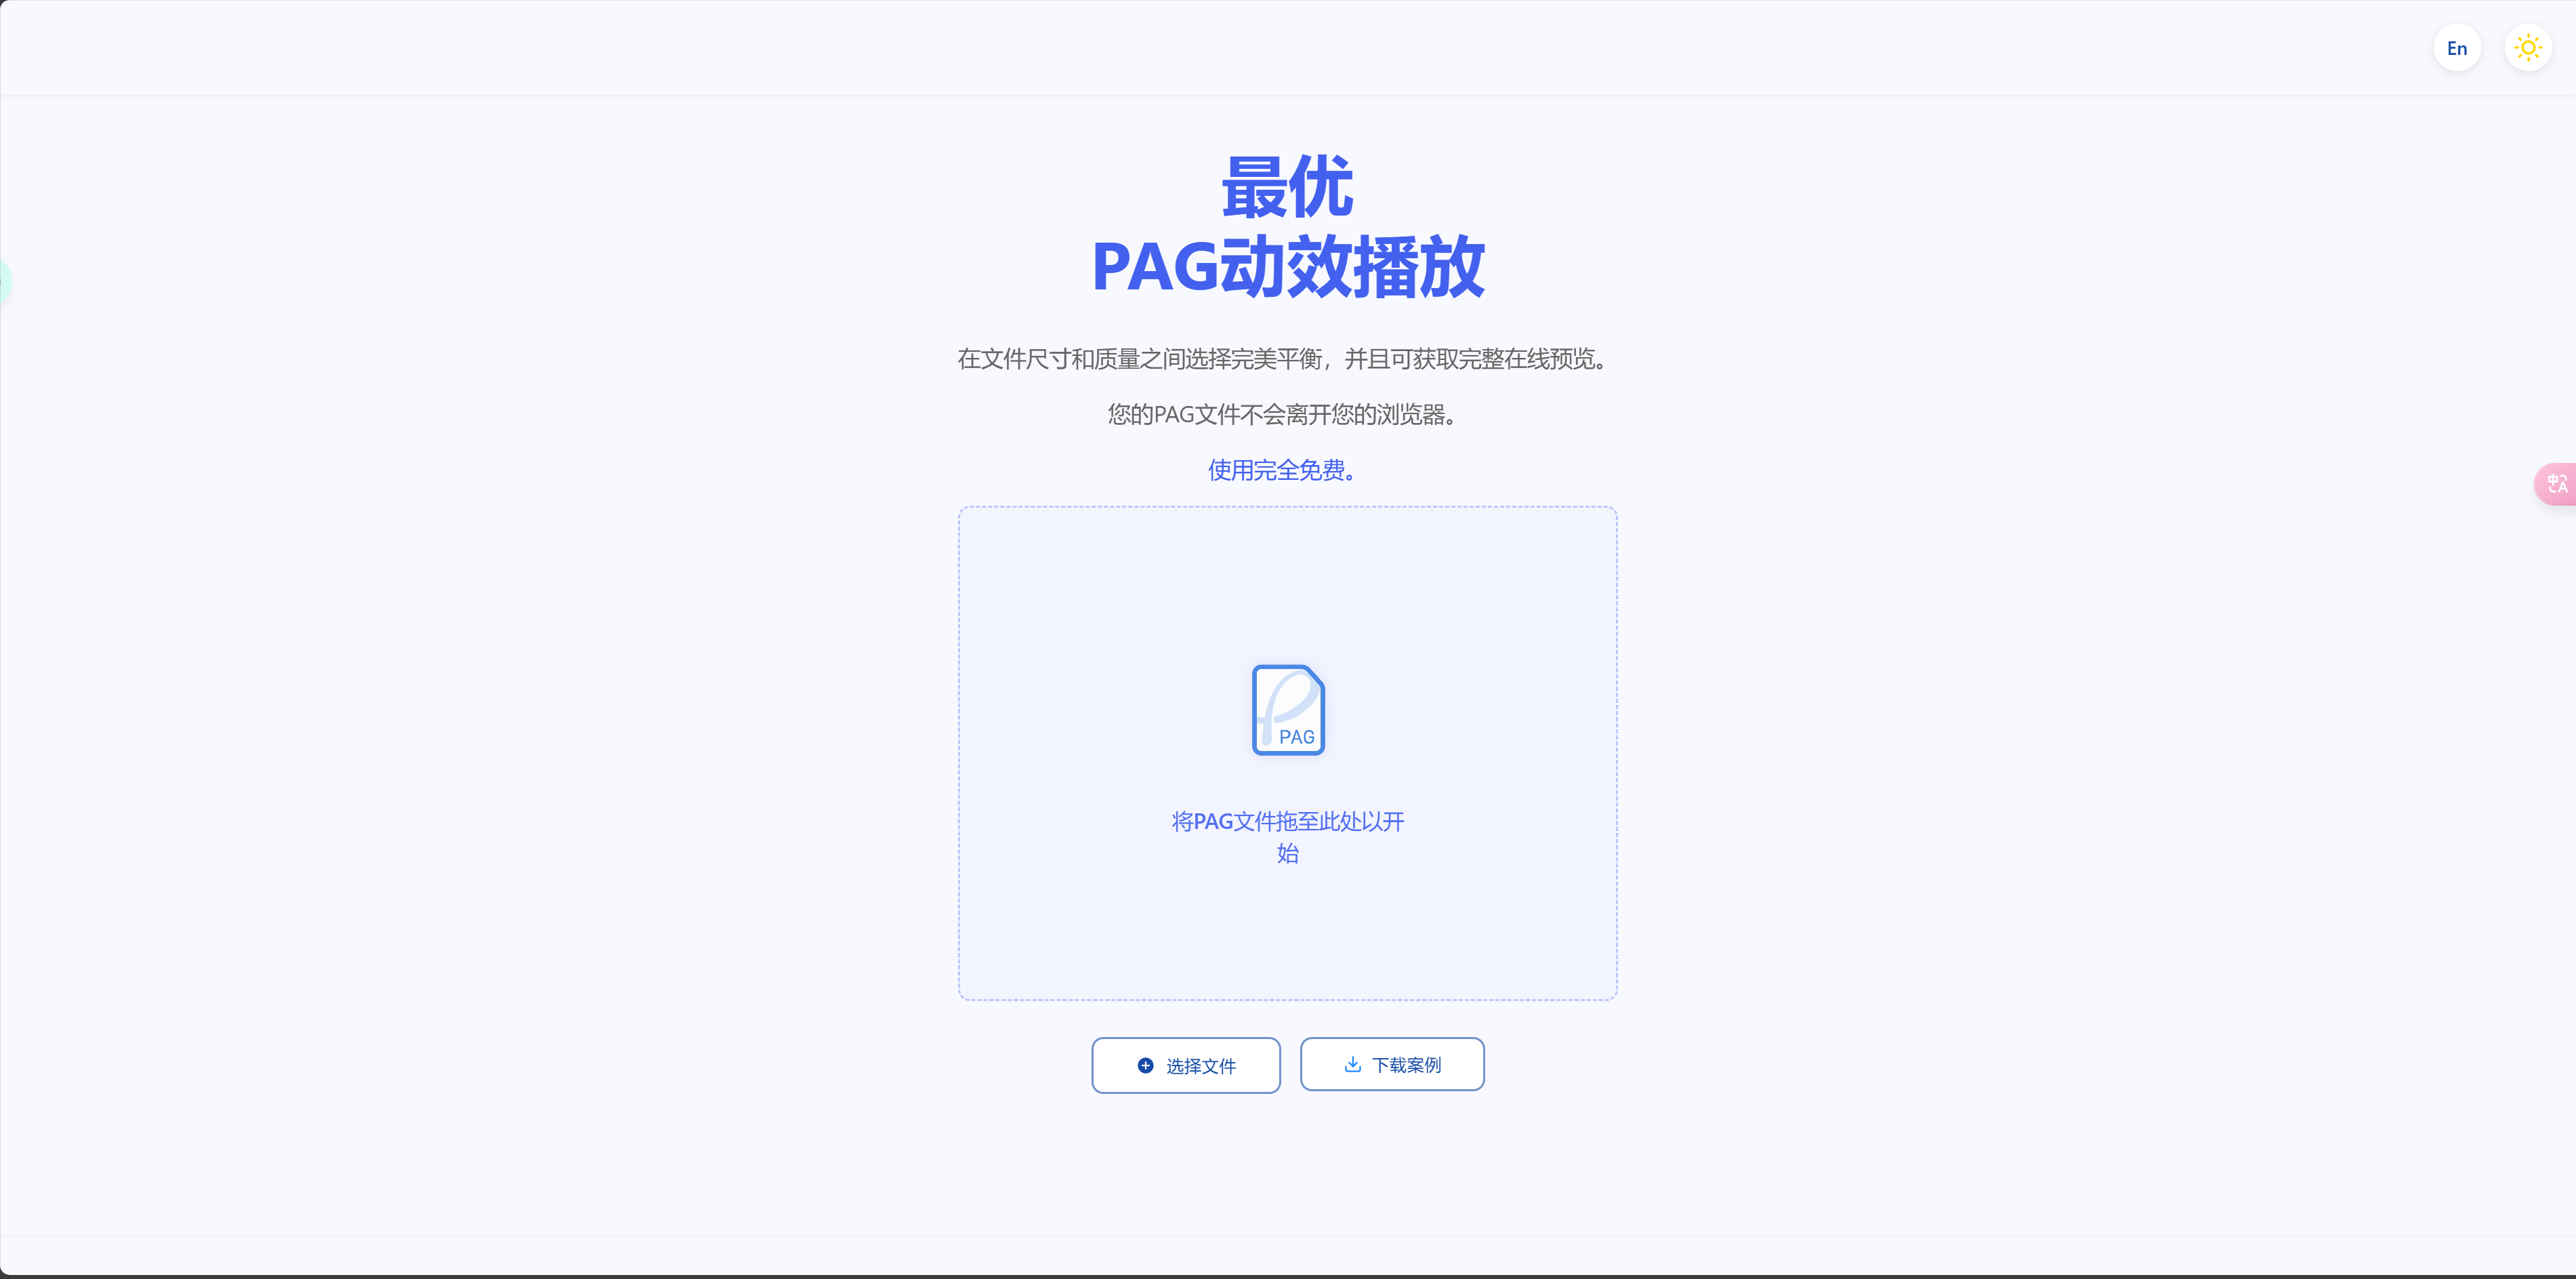 En
最优
PAG动效播放
在文件尺寸和质量之间选择完美平衡，并且可获取完整在线预览。
您的PAG文件不会离开您的浏览器。
使用完全免费。
PAG
将PAG文件拖至此处以开
始
选择文件
下载案例